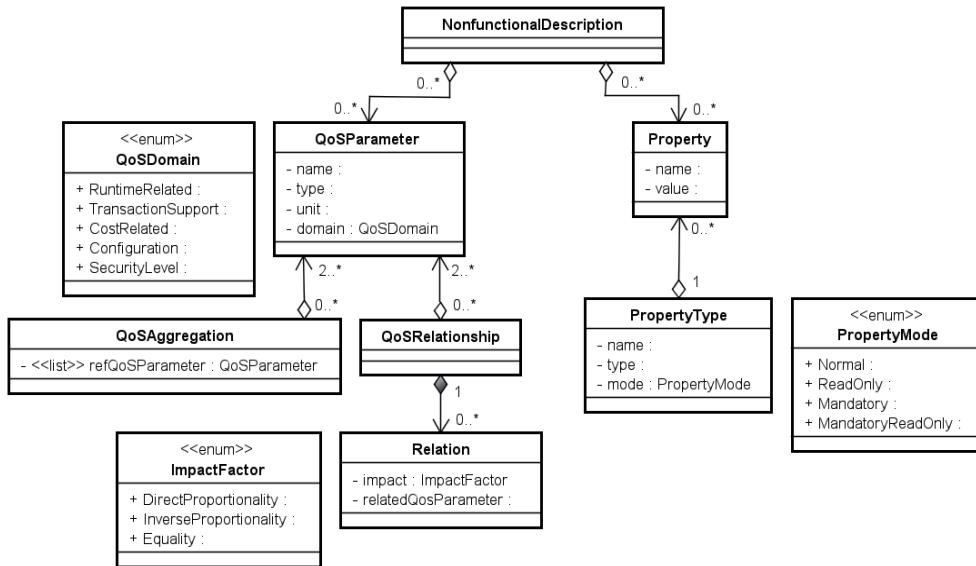 NonfunctionalDescription
0..*
0..*
0..*
0..*
<<enum>>
QoSDomain
+ RuntimeRelated :
+ TransactionSupport :
+ CostRelated :
+ Configuration :
+ SecurityLevel :
QoSParameter
- name :
- type :
- unit :
- domain : QoSDomain
Property
- name :
- value :
2..*
0..*
2..*
0..*
0..*
1
QoSAggregation
- <<list>> refQoSParameter : QoSParameter
QoSRelationship
1
0..*
PropertyType
- name :
- type :
- mode : PropertyMode
<<enum>>
PropertyMode
+ Normal :
+ ReadOnly :
+ Mandatory :
+ MandatoryReadOnly :
<<enum>>
ImpactFactor
+ DirectProportionality :
+ InverseProportionality :
+ Equality :
Relation
- impact : ImpactFactor
- relatedQosParameter :